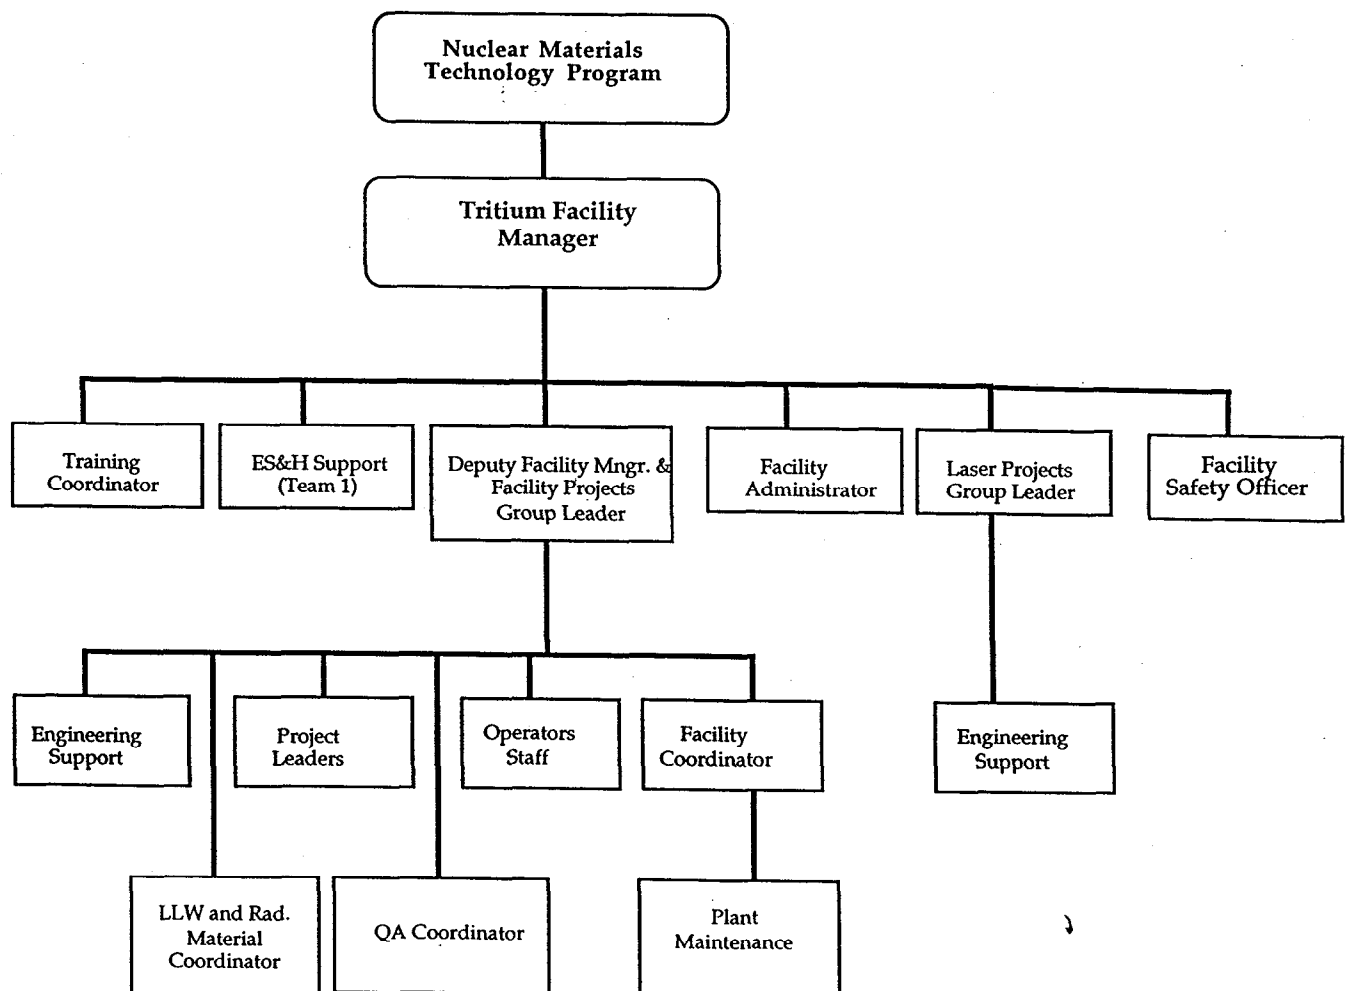 Nuclear Materials
Technology Program
Tritium Facility
Manager
Training
Coordinator
ES&H Support
(Team 1)
Deputy Facility Mngr. &
Facility Projects
Group Leader
Facility
Administrator
Laser Projects
Group Leader
Facility
Safety Officer
Engineering
Support
Project
Leaders
Operators
Staff
Facility
Coordinator
Engineering
Support
LLW and Rad.
Material
Coordinator
QA Coordinator
Plant
Maintenance